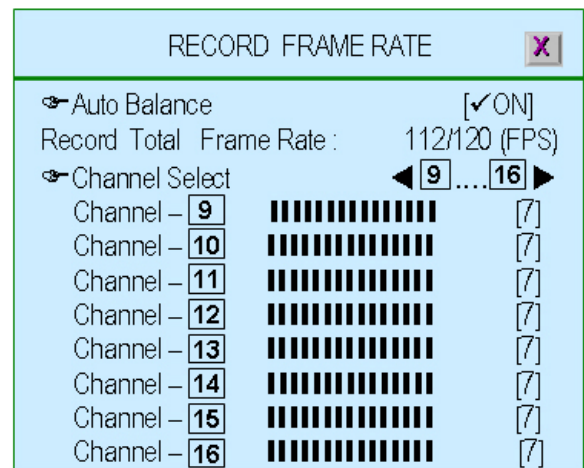 RECORD FRAME RATE X
☞Auto Balance [✔ON]
Record Total Frame Rate : 112/120 (FPS)
☞Channel Select ◀ 9 .... 16 ▶
Channel – 9 [7]
Channel – 10 [7]
Channel – 11 [7]
Channel – 12 [7]
Channel – 13 [7]
Channel – 14 [7]
Channel – 15 [7]
Channel – 16 [7]